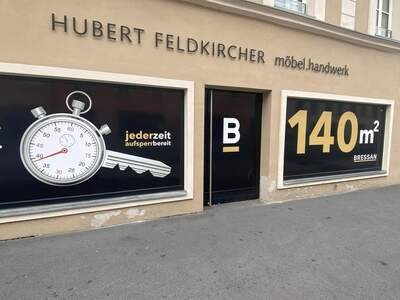 HUBERT FELDKIRCHER möbel.handwerk
jederzeit
aufsperrbereit
B
140m²
BRESSAN